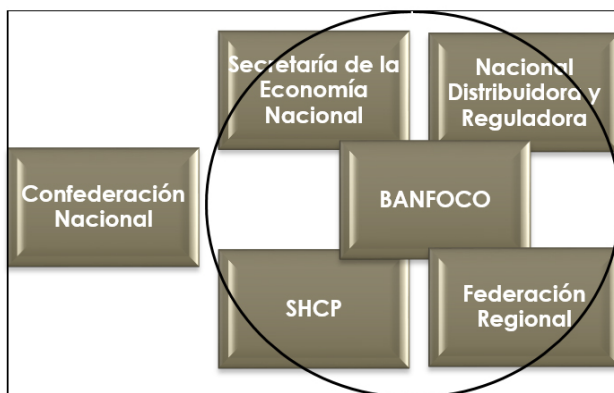 Secretaría de la
Economía
Nacional
Nacional
Distribuidora y
Reguladora
Confederación
Nacional
BANFOCO
SHCP
Federación
Regional